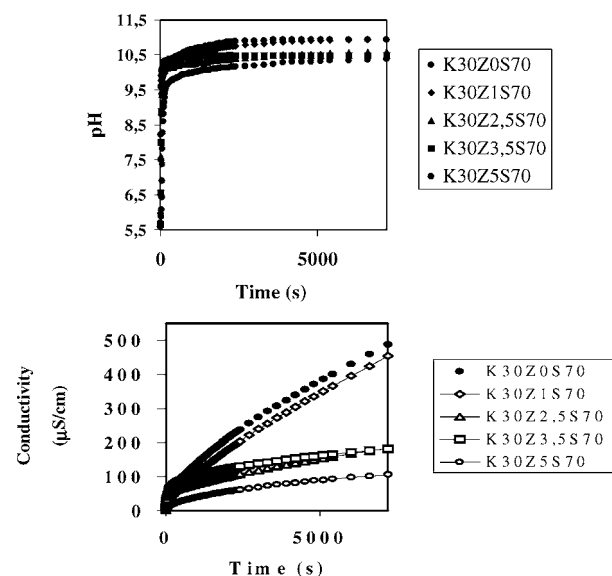 11,5
10,5
9,5
8,5
7,5
6,5
5,5
pH
0
5000
Time (s)
K30Z0S70
K30Z1S70
K30Z2,5S70
K30Z3,5S70
K30Z5S70
500
400
300
200
100
0
Conductivity
(µS/cm)
0
5000
Time (s)
K30Z0S70
K30Z1S70
K30Z2,5S70
K30Z3,5S70
K30Z5S70